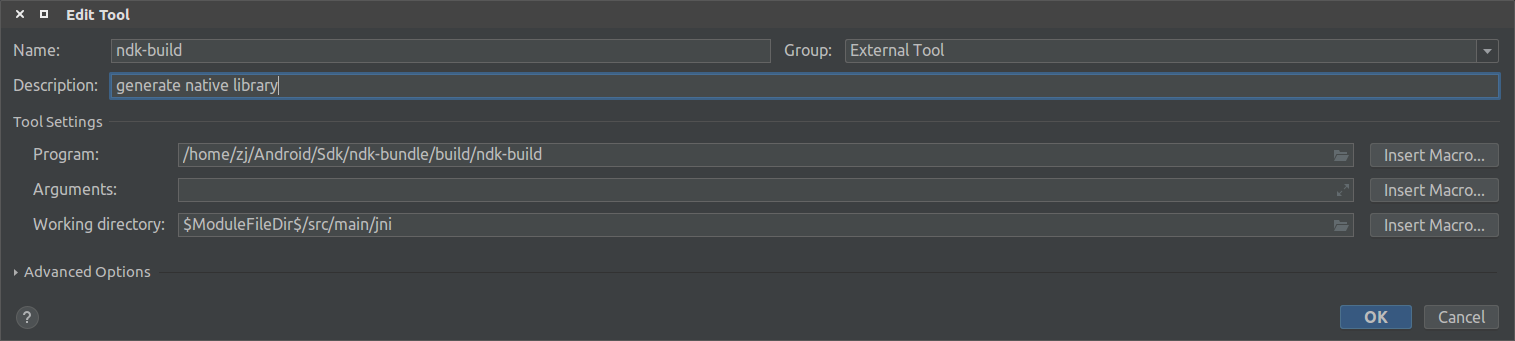 Edit Tool
Name: ndk-build Group: External Tool
Description: generate native library
Tool Settings
Program: /home/zj/Android/Sdk/ndk-bundle/build/ndk-build Insert Macro...
Arguments: Insert Macro...
Working directory: $ModuleFileDir$/src/main/jni Insert Macro...
Advanced Options
? OK Cancel